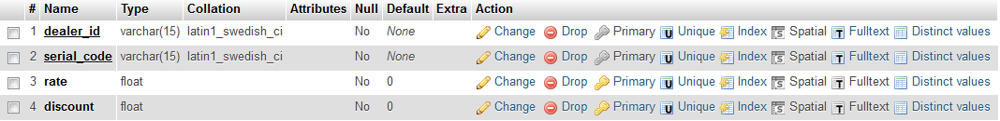 # Name Type Collation Attributes Null Default Extra Action
1 dealer_id varchar(15) latin1_swedish_ci No None Change Drop Primary Unique Index Spatial Fulltext Distinct values
2 serial_code varchar(15) latin1_swedish_ci No None Change Drop Primary Unique Index Spatial Fulltext Distinct values
3 rate float No 0 Change Drop Primary Unique Index Spatial Fulltext Distinct values
4 discount float No 0 Change Drop Primary Unique Index Spatial Fulltext Distinct values